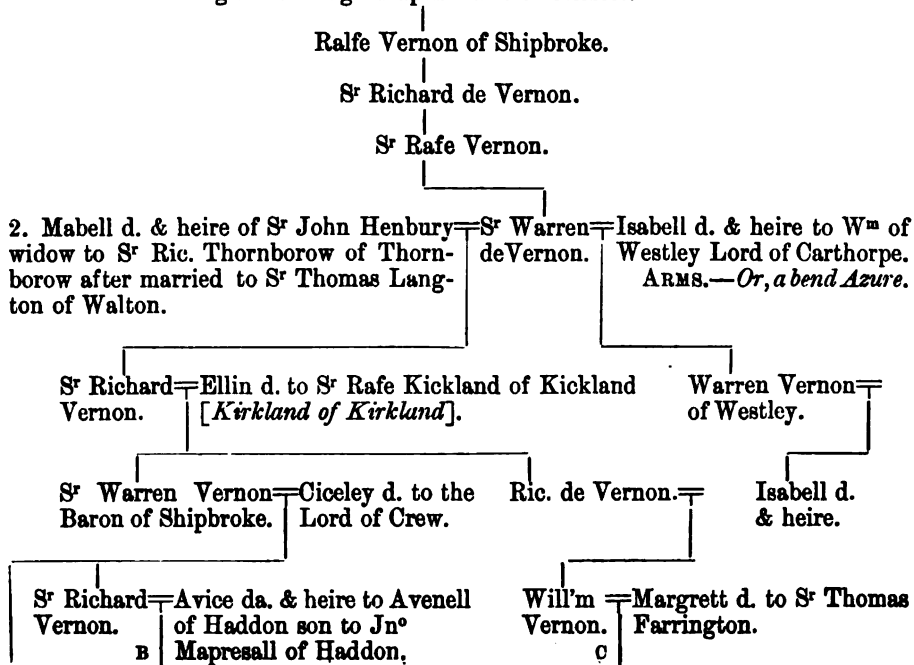 Ralfe Vernon of Shipbroke.
Sʳ Richard de Vernon.
Sʳ Rafe Vernon.
2. Mabell d. & heire of Sʳ John Henbury
widow to Sʳ Ric. Thornborow of Thorn-
borow after married to Sʳ Thomas Lang-
ton of Walton.
Sʳ Warren
deVernon.
Isabell d. & heire to Wᵐ of
Westley Lord of Carthorpe.
ARMS.—Or, a bend Azure.
Sʳ Richard
Vernon.
Ellin d. to Sʳ Rafe Kickland of Kickland
[Kirkland of Kirkland].
Warren Vernon
of Westley.
Sʳ Warren Vernon
Baron of Shipbroke.
Ciceley d. to the
Lord of Crew.
Ric. de Vernon.
Isabell d.
& heire.
Sʳ Richard
Vernon.
B
Avice da. & heire to Avenell
of Haddon son to Jnᵒ
Mapresall of Haddon.
Will'm
Vernon.
C
Margrett d. to Sʳ Thomas
Farrington.